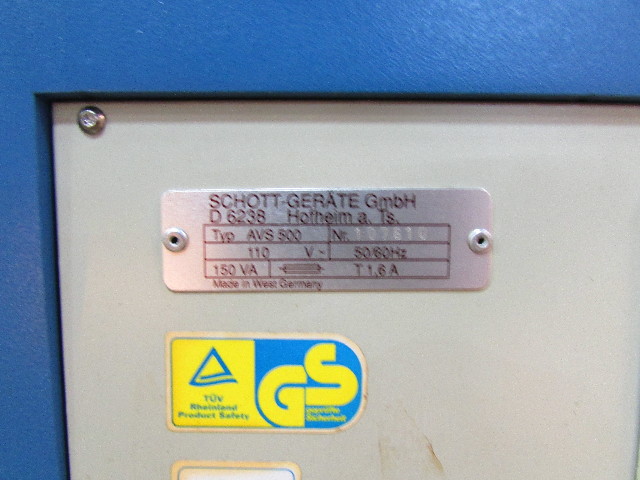 SCHOTT-GERÄTE GmbH
D 6238 Hofheim a. Ts.
Typ AVS 500 Nr. 107610
110 V~ 50/60Hz
150 VA T 1,6 A
Made in West Germany
TÜV
Rheinland
Product Safety
GS
geprüfte
Sicherheit